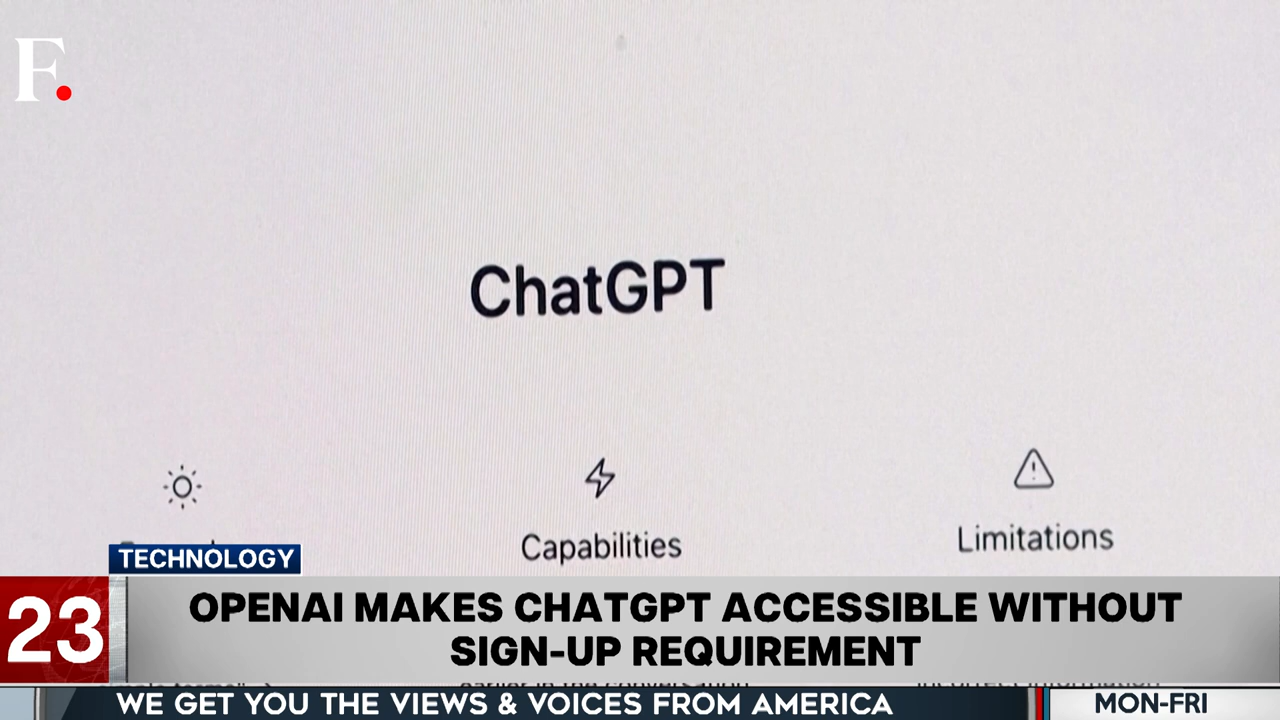 F.
ChatGPT
Capabilities
Limitations
TECHNOLOGY
23
OPENAI MAKES CHATGPT ACCESSIBLE WITHOUT
SIGN-UP REQUIREMENT
WE GET YOU THE VIEWS & VOICES FROM AMERICA
MON-FRI